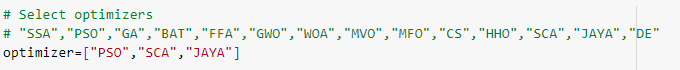 # Select optimizers
# "SSA","PSO","GA","BAT","FFA","GWO","WOA","MVO","MFO","CS","HHO","SCA","JAYA","DE"
optimizer=["PSO","SCA","JAYA"]